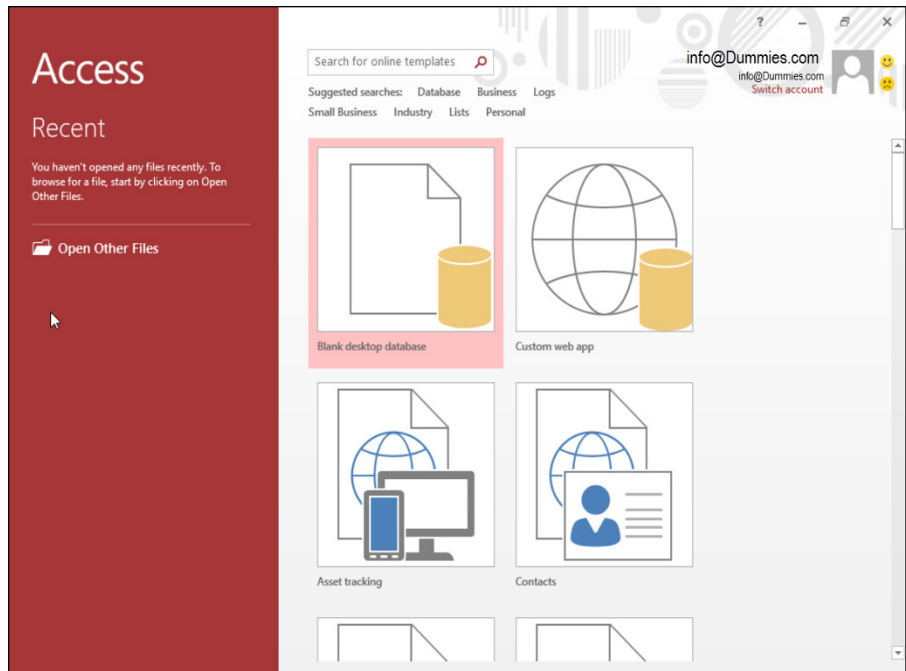 Access
Recent
You haven't opened any files recently. To
browse for a file, start by clicking on Open
Other Files.
Open Other Files
?
Search for online templates
Suggested searches: Database Business Logs
Small Business Industry Lists Personal
info@Dummies.com
info@Dummies.com
Switch account
Blank desktop database
Custom web app
Asset tracking
Contacts